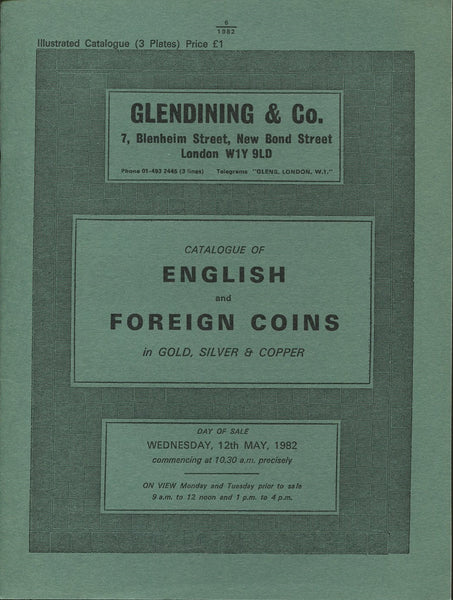 6
1982
Illustrated Catalogue (3 Plates) Price £1
GLENDINING & Co.
7, Blenheim Street, New Bond Street
London W1Y 9LD
Phone 01-493 2445 (3 lines) Telegrams "GLENS, LONDON, W.1."
CATALOGUE OF
ENGLISH
and
FOREIGN COINS
in GOLD, SILVER & COPPER
DAY OF SALE
WEDNESDAY, 12th MAY, 1982
commencing at 10.30 a.m. precisely
ON VIEW Monday and Tuesday prior to sale
9 a.m. to 12 noon and 1 p.m. to 4 p.m.